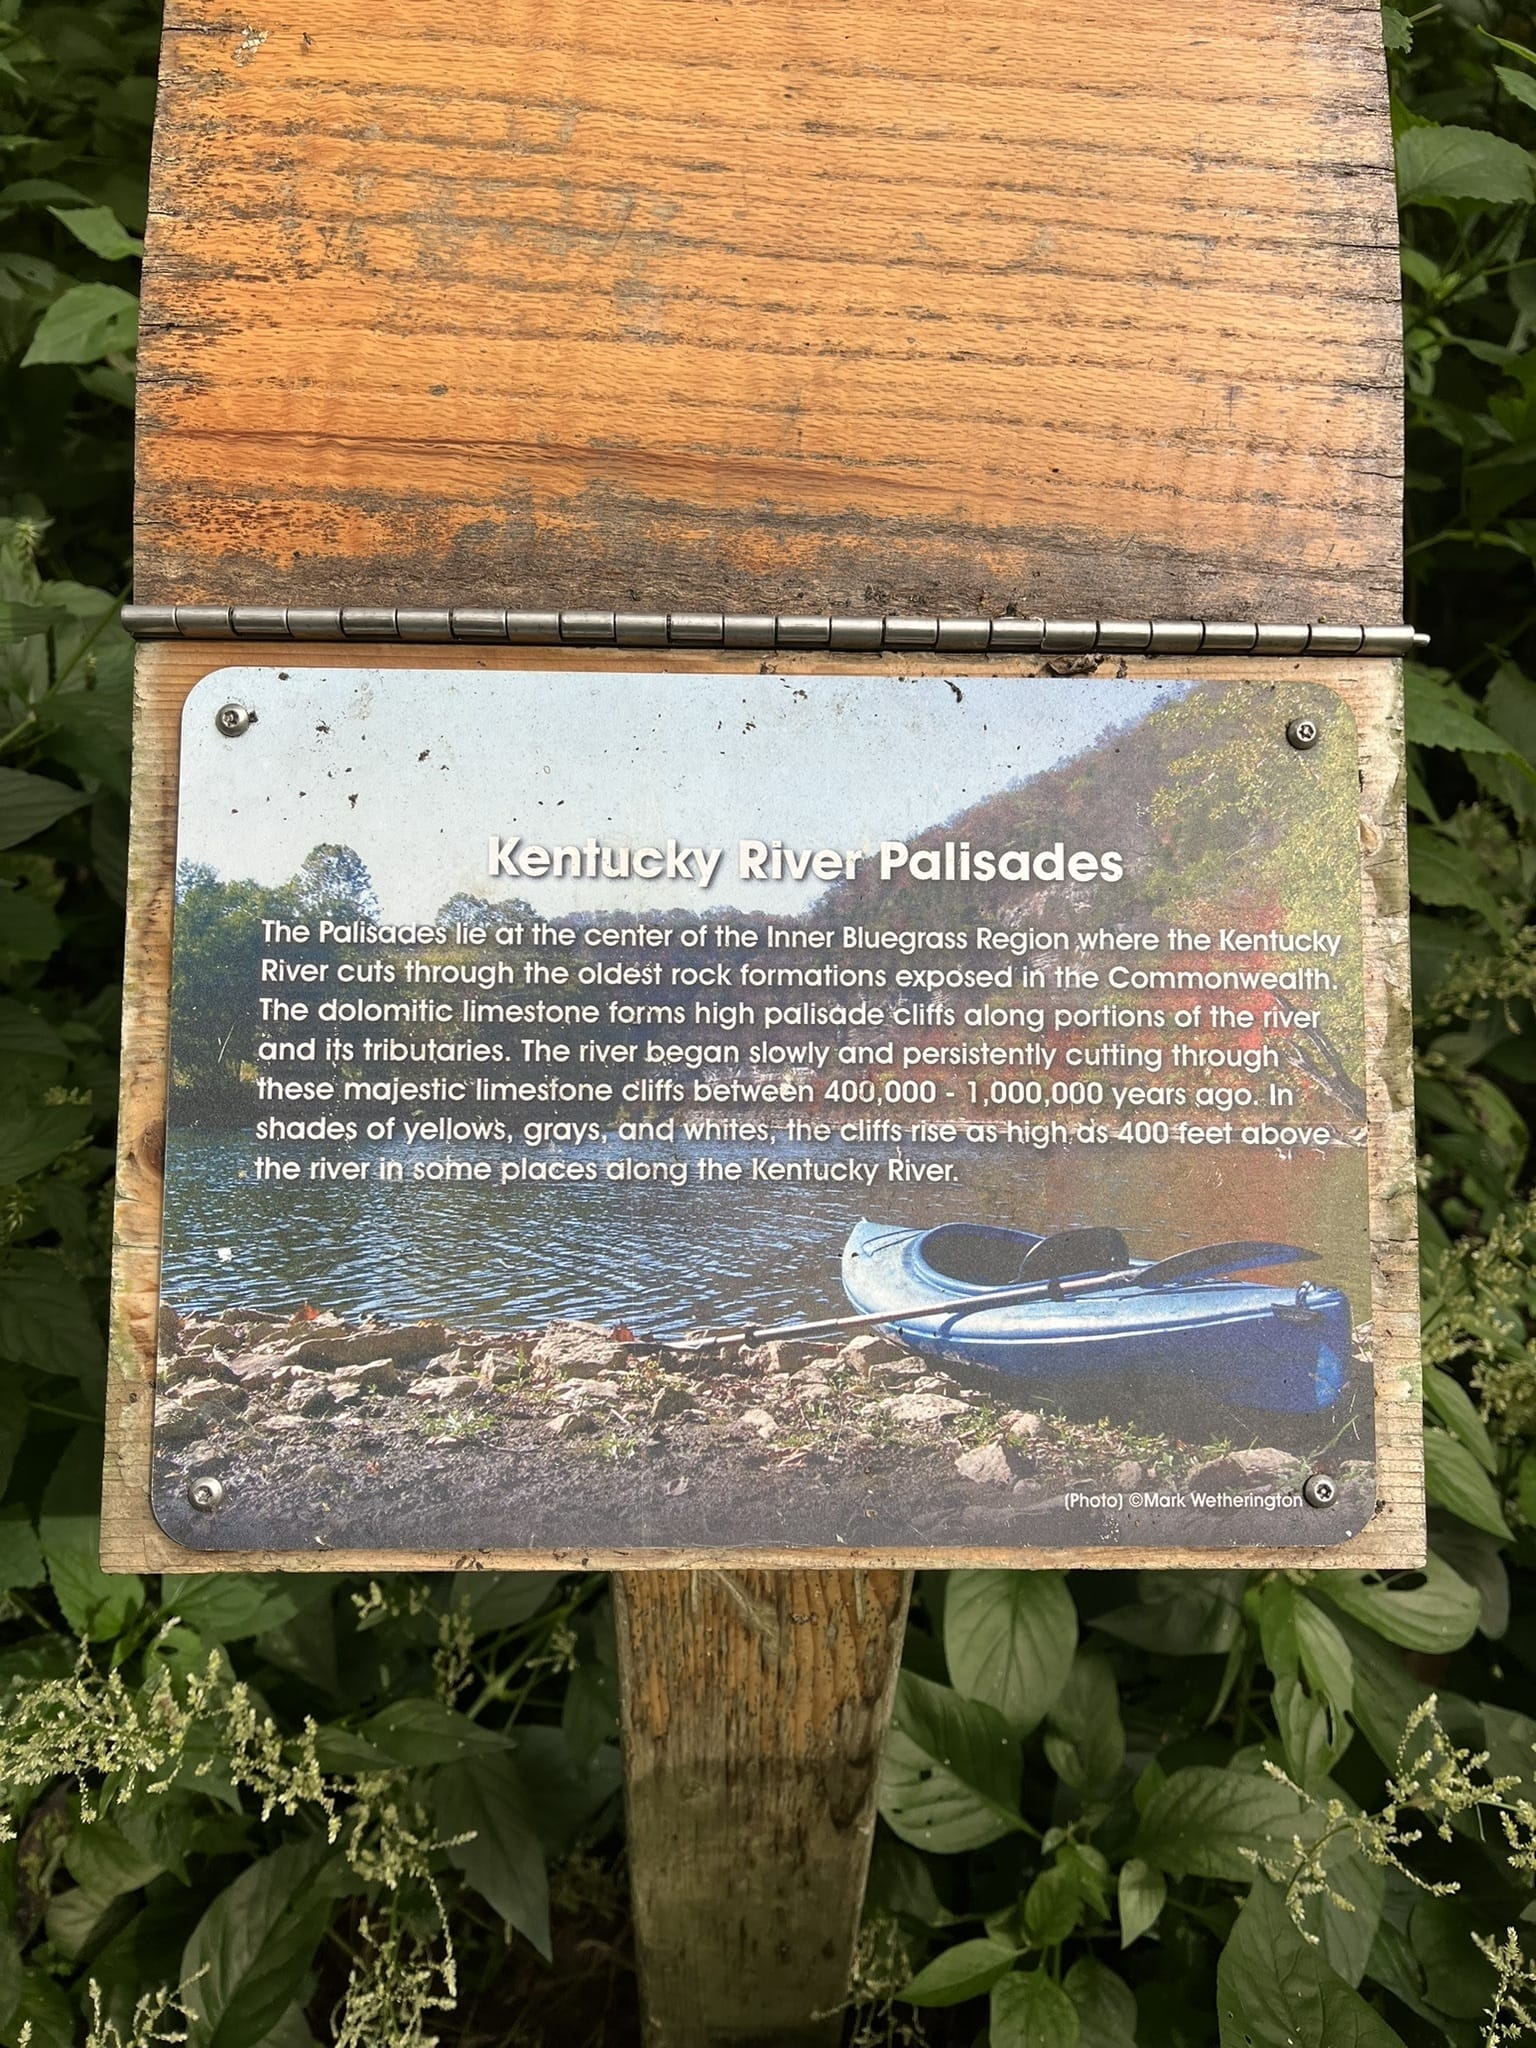 Kentucky River Palisades
The Palisades lie at the center of the Inner Bluegrass Region where the Kentucky
River cuts through the oldest rock formations exposed in the Commonwealth.
The dolomitic limestone forms high palisade cliffs along portions of the river
and its tributaries. The river began slowly and persistently cutting through
these majestic limestone cliffs between 400,000 - 1,000,000 years ago. In
shades of yellows, grays, and whites, the cliffs rise as high as 400 feet above
the river in some places along the Kentucky River.
(Photo) ©Mark Wetherington